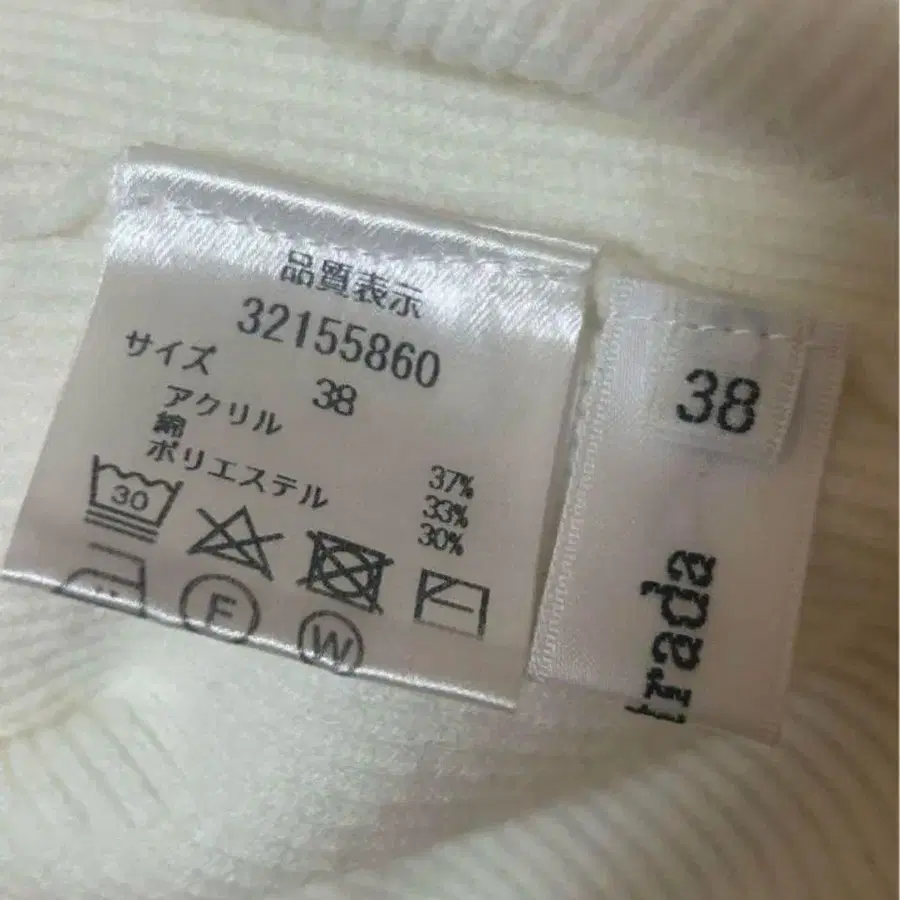 品質表示
32155860
サイズ 38
アクリル 37%
綿 33%
ポリエステル 30%
30
F
W
38
trada